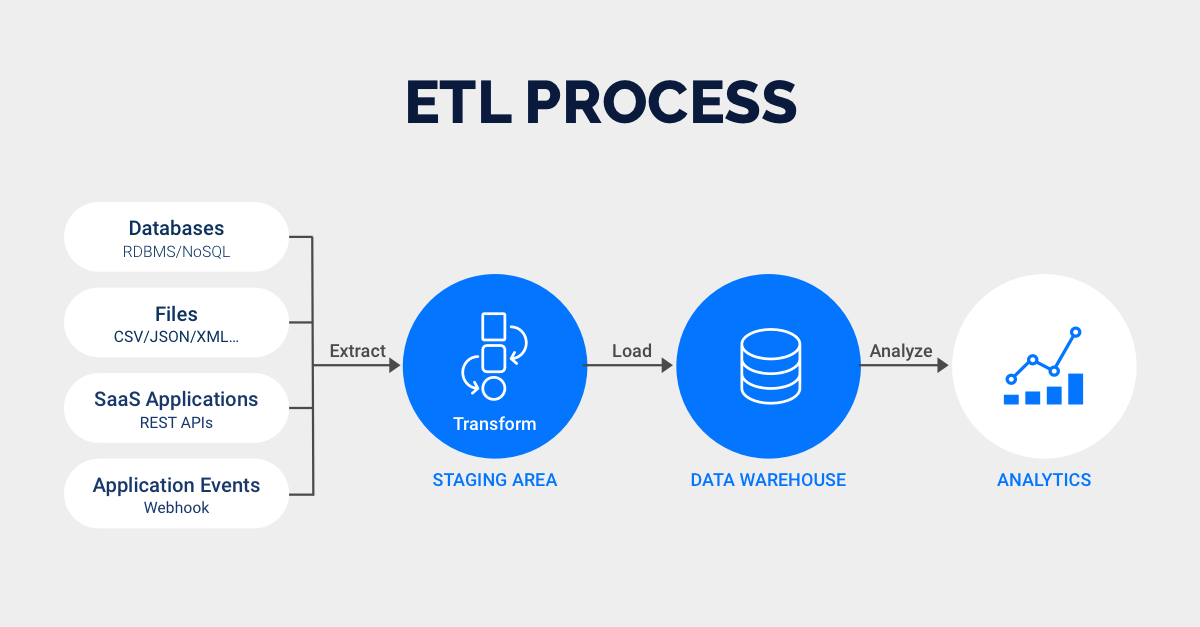 ETL PROCESS
Databases
RDBMS/NoSQL
Files
CSV/JSON/XML...
SaaS Applications
REST APIs
Application Events
Webhook
Extract
Transform
STAGING AREA
Load
DATA WAREHOUSE
Analyze
ANALYTICS